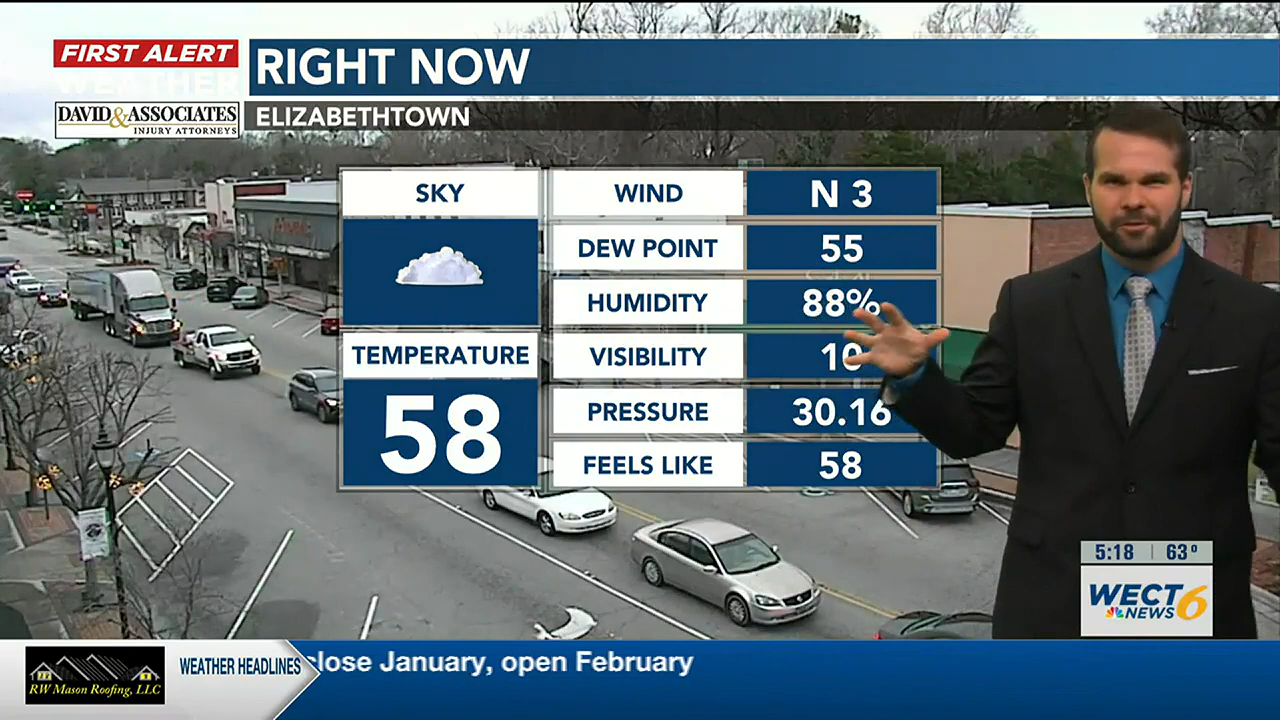 FIRST ALERT
WEATHER
RIGHT NOW
DAVID&ASSOCIATES
INJURY ATTORNEYS
ELIZABETHTOWN
SKY
WIND
N 3
DEW POINT
55
HUMIDITY
88%
TEMPERATURE
VISIBILITY
10
58
PRESSURE
30.16
FEELS LIKE
58
5:18 | 63°
WECT 6
NEWS
RW Mason Roofing, LLC
WEATHER HEADLINES
close January, open February